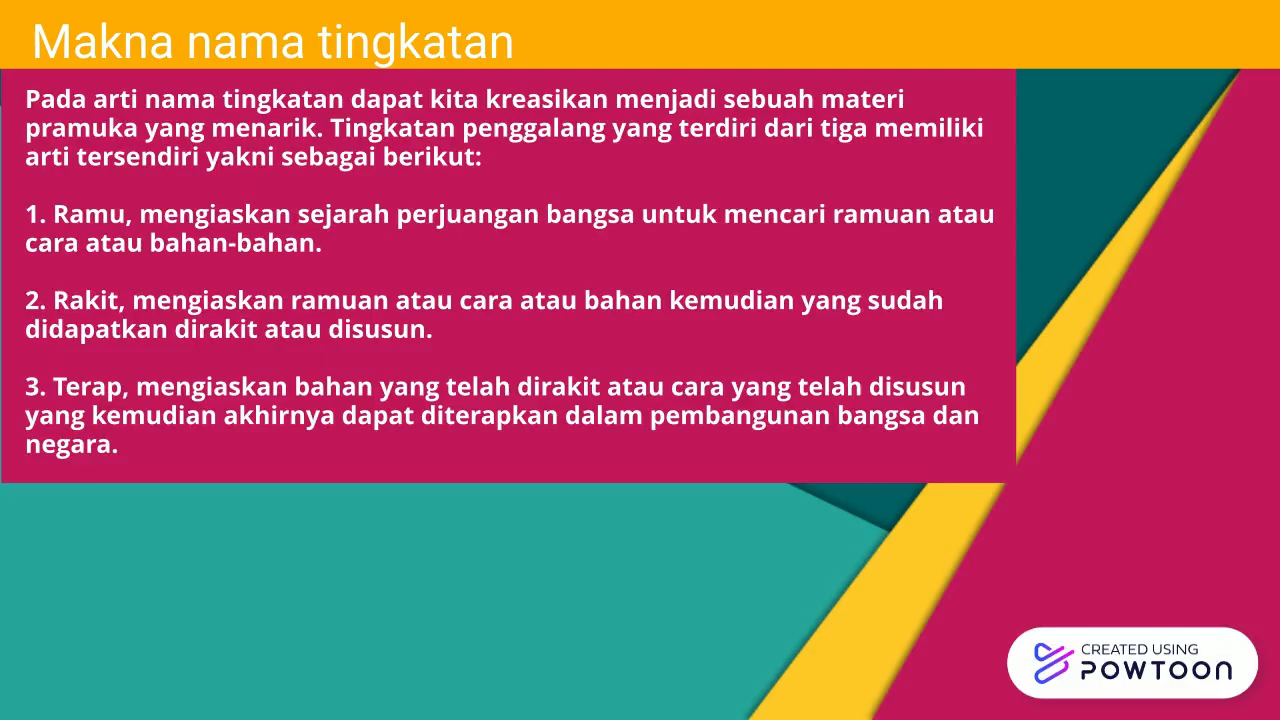 Makna nama tingkatan
Pada arti nama tingkatan dapat kita kreasikan menjadi sebuah materi
pramuka yang menarik. Tingkatan penggalang yang terdiri dari tiga memiliki
arti tersendiri yakni sebagai berikut:
1. Ramu, mengiaskan sejarah perjuangan bangsa untuk mencari ramuan atau
cara atau bahan-bahan.
2. Rakit, mengiaskan ramuan atau cara atau bahan kemudian yang sudah
didapatkan dirakit atau disusun.
3. Terap, mengiaskan bahan yang telah dirakit atau cara yang telah disusun
yang kemudian akhirnya dapat diterapkan dalam pembangunan bangsa dan
negara.
CREATED USING
POWTOON